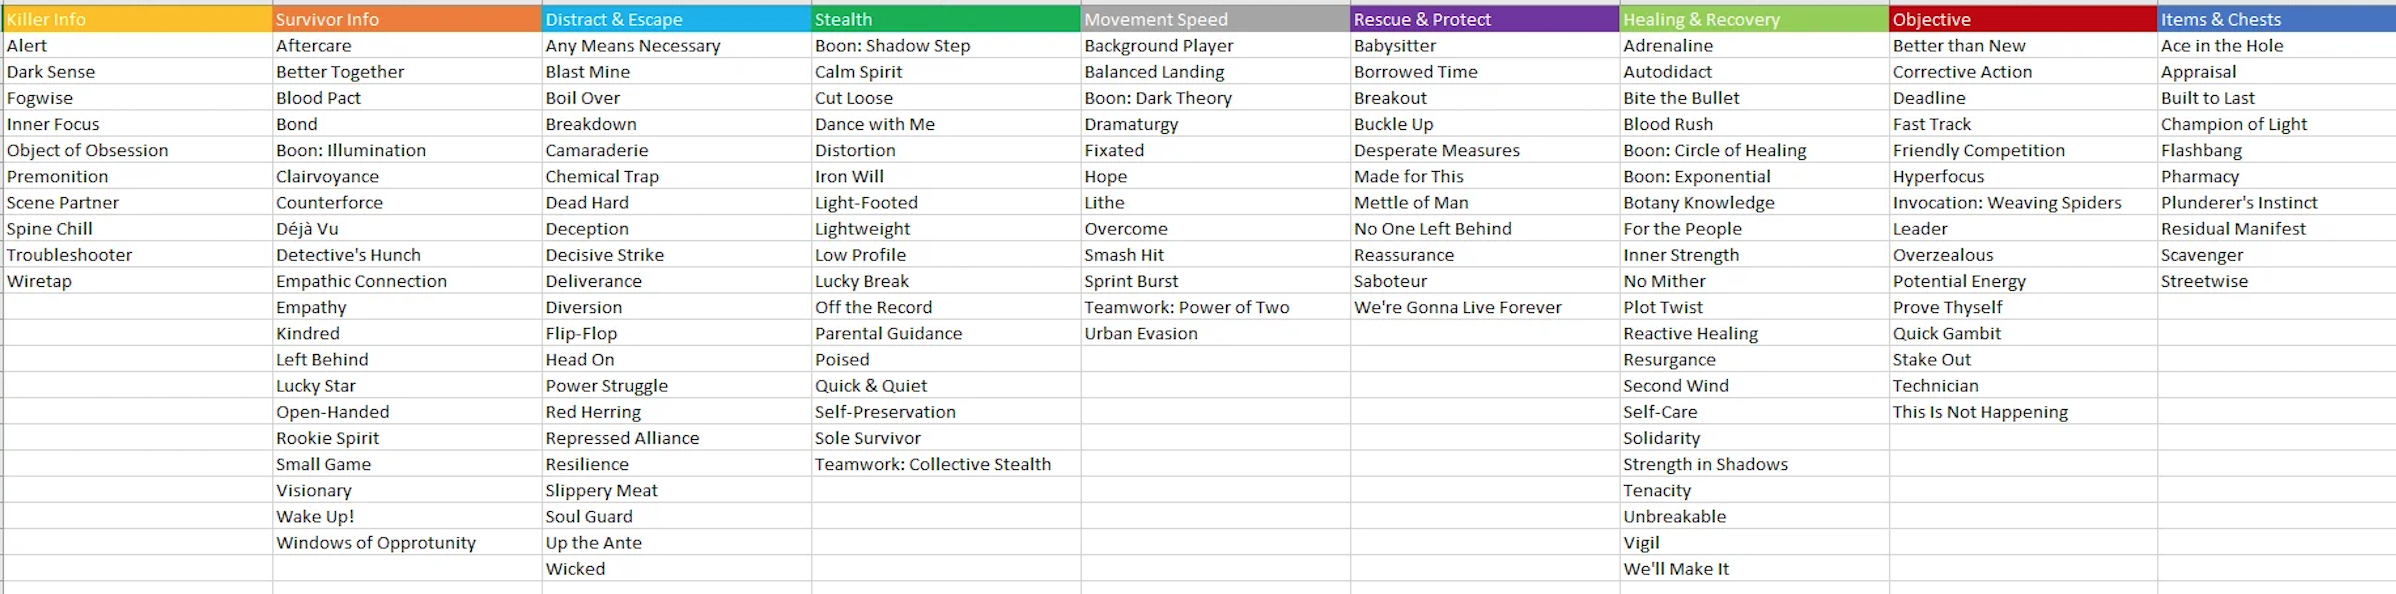 Killer Info	Survivor Info	Distract & Escape	Stealth	Movement Speed	Rescue & Protect	Healing & Recovery	Objective	Items & Chests
Alert	Aftercare	Any Means Necessary	Boon: Shadow Step	Background Player	Babysitter	Adrenaline	Better than New	Ace in the Hole
Dark Sense	Better Together	Blast Mine	Calm Spirit	Balanced Landing	Borrowed Time	Autodidact	Corrective Action	Appraisal
Fogwise	Blood Pact	Boil Over	Cut Loose	Boon: Dark Theory	Breakout	Bite the Bullet	Deadline	Built to Last
Inner Focus	Bond	Breakdown	Dance with Me	Dramaturgy	Buckle Up	Blood Rush	Fast Track	Champion of Light
Object of Obsession	Boon: Illumination	Camaraderie	Distortion	Fixated	Desperate Measures	Boon: Circle of Healing	Friendly Competition	Flashbang
Premonition	Clairvoyance	Chemical Trap	Iron Will	Hope	Made for This	Boon: Exponential	Hyperfocus	Pharmacy
Scene Partner	Counterforce	Dead Hard	Light-Footed	Lithe	Mettle of Man	Botany Knowledge	Invocation: Weaving Spiders	Plunderer's Instinct
Spine Chill	Déjà Vu	Deception	Lightweight	Overcome	No One Left Behind	For the People	Leader	Residual Manifest
Troubleshooter	Detective's Hunch	Decisive Strike	Low Profile	Smash Hit	Reassurance	Inner Strength	Overzealous	Scavenger
Wiretap	Empathic Connection	Deliverance	Lucky Break	Sprint Burst	Saboteur	No Mither	Potential Energy	Streetwise
Empathy	Diversion	Off the Record	Teamwork: Power of Two	We're Gonna Live Forever	Plot Twist	Prove Thyself
Kindred	Flip-Flop	Parental Guidance	Urban Evasion	Reactive Healing	Quick Gambit
Left Behind	Head On	Poised	Resurgance	Stake Out
Lucky Star	Power Struggle	Quick & Quiet	Second Wind	Technician
Open-Handed	Red Herring	Self-Preservation	Self-Care	This Is Not Happening
Rookie Spirit	Repressed Alliance	Sole Survivor	Solidarity
Small Game	Resilience	Teamwork: Collective Stealth	Strength in Shadows
Visionary	Slippery Meat	Tenacity
Wake Up!	Soul Guard	Unbreakable
Windows of Opprotunity	Up the Ante	Vigil
Wicked	We'll Make It